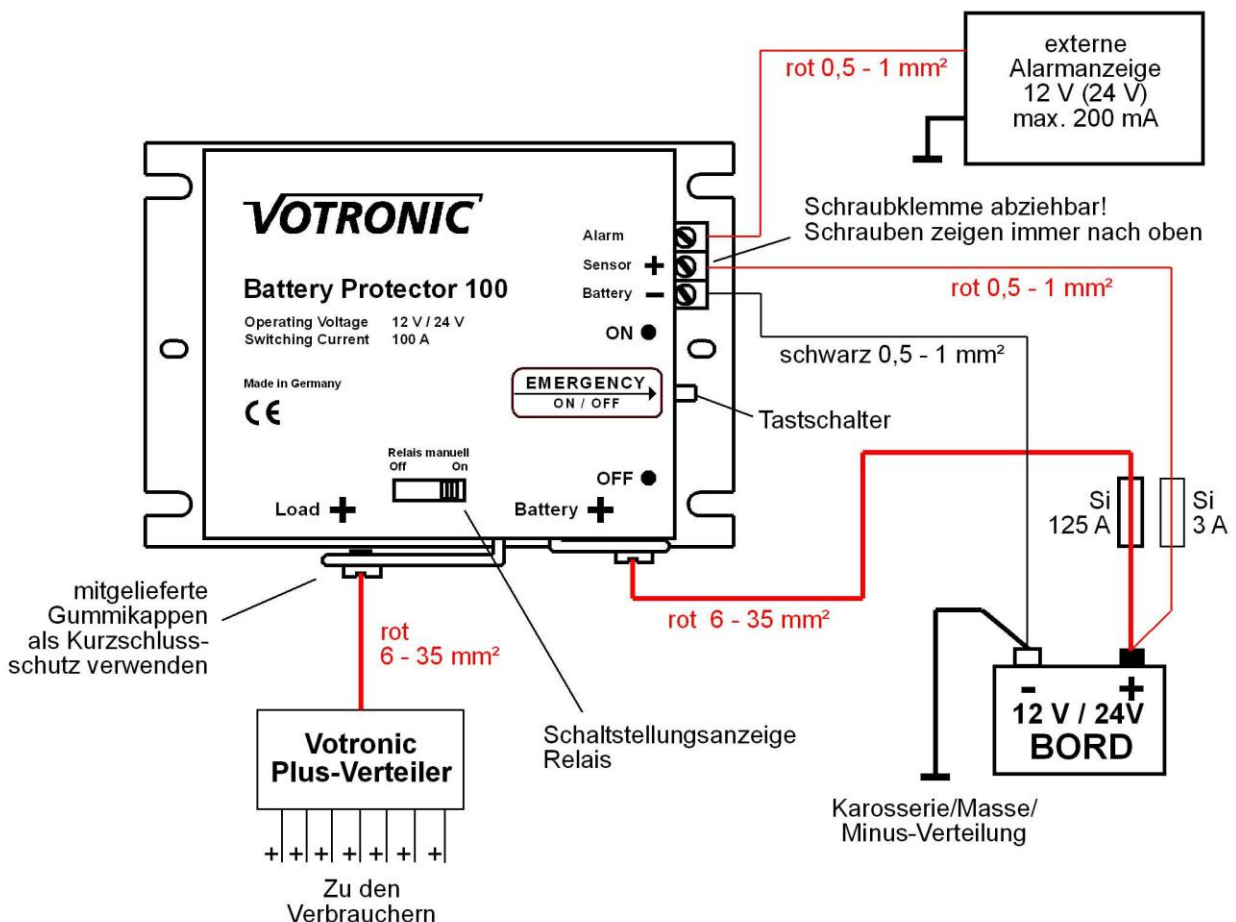 externe
Alarmanzeige
12 V (24 V)
max. 200 mA
rot 0,5 - 1 mm²
VOTRONIC
Battery Protector 100
Operating Voltage 12 V / 24 V
Switching Current 100 A
Made in Germany
CE
Alarm
Sensor +
Battery -
ON
EMERGENCY
ON / OFF
OFF
Relais manuell
Off On
Load +
Battery +
Schraubklemme abziehbar!
Schrauben zeigen immer nach oben
rot 0,5 - 1 mm²
schwarz 0,5 - 1 mm²
Tastschalter
Si
125 A
Si
3 A
mitgelieferte
Gummikappen
als Kurzschluss-
schutz verwenden
rot
6 - 35 mm²
rot 6 - 35 mm²
Votronic
Plus-Verteiler
+ + + + + + +
Zu den
Verbrauchern
Schaltstellungsanzeige
Relais
- +
12 V / 24V
BORD
Karosserie/Masse/
Minus-Verteilung